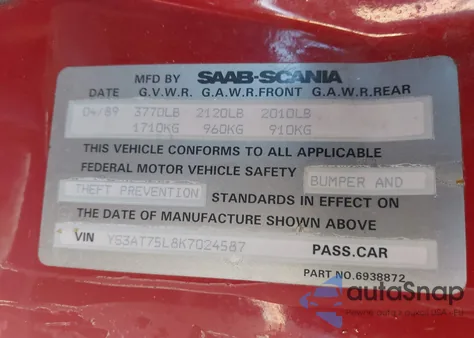 MFD BY SAAB-SCANIA
DATE G.V.W.R. G.A.W.R.FRONT G.A.W.R.REAR
04/89 3770LB 2120LB 2010LB
1710KG 960KG 910KG
THIS VEHICLE CONFORMS TO ALL APPLICABLE
FEDERAL MOTOR VEHICLE SAFETY BUMPER AND
THEFT PREVENTION STANDARDS IN EFFECT ON
THE DATE OF MANUFACTURE SHOWN ABOVE
VIN YS3AT75L8K7024587 PASS.CAR
PART NO.6938872
autoSnap